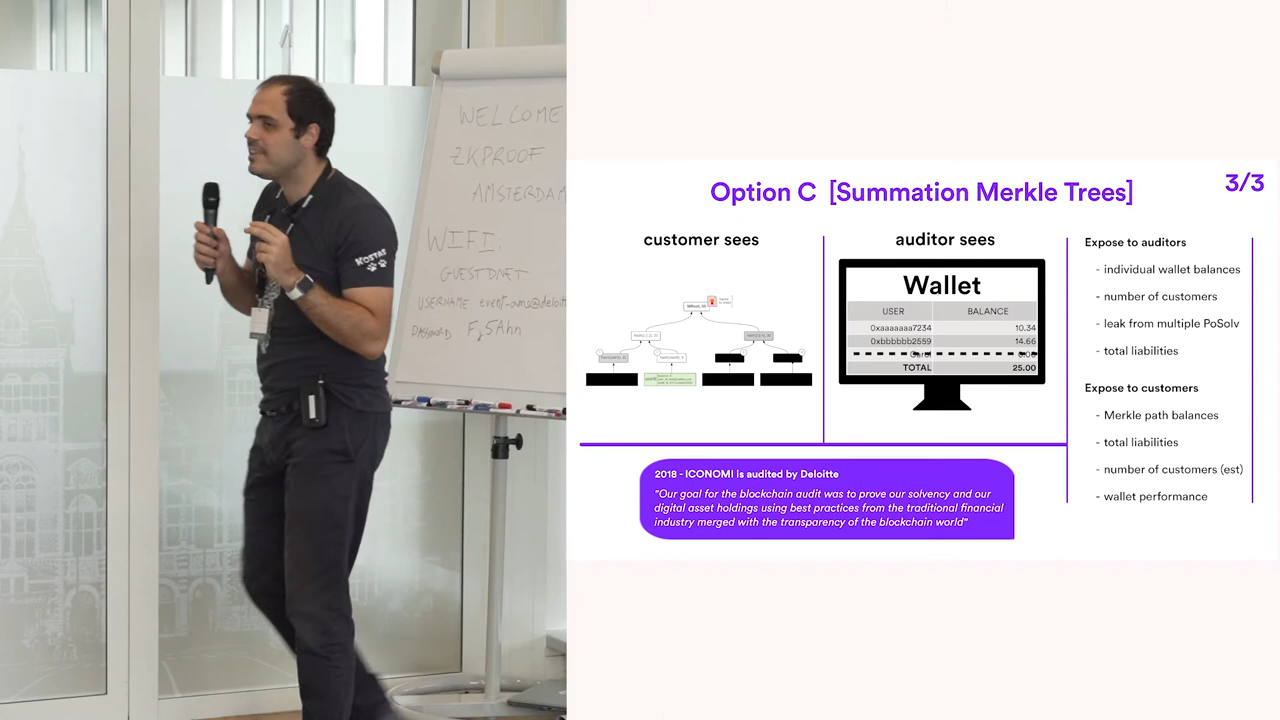 WELCOME
ZKPROOF
AMSTERDAM
WIFI:
GUESTDNET
USERNAME event-ams@deloit
PASSWORD
KOSTAS
Option C [Summation Merkle Trees]
3/3
customer sees
auditor sees
Wallet
USER BALANCE
0xaaaaaaa7234 10.34
0xbbbbbb2559 14.66
TOTAL 25.00
Expose to auditors
- individual wallet balances
- number of customers
- leak from multiple PoSolv
- total liabilities
Expose to customers
- Merkle path balances
- total liabilities
- number of customers (est)
- wallet performance
2018 - ICONOMI is audited by Deloitte
"Our goal for the blockchain audit was to prove our solvency and our
digital asset holdings using best practices from the traditional financial
industry merged with the transparency of the blockchain world"